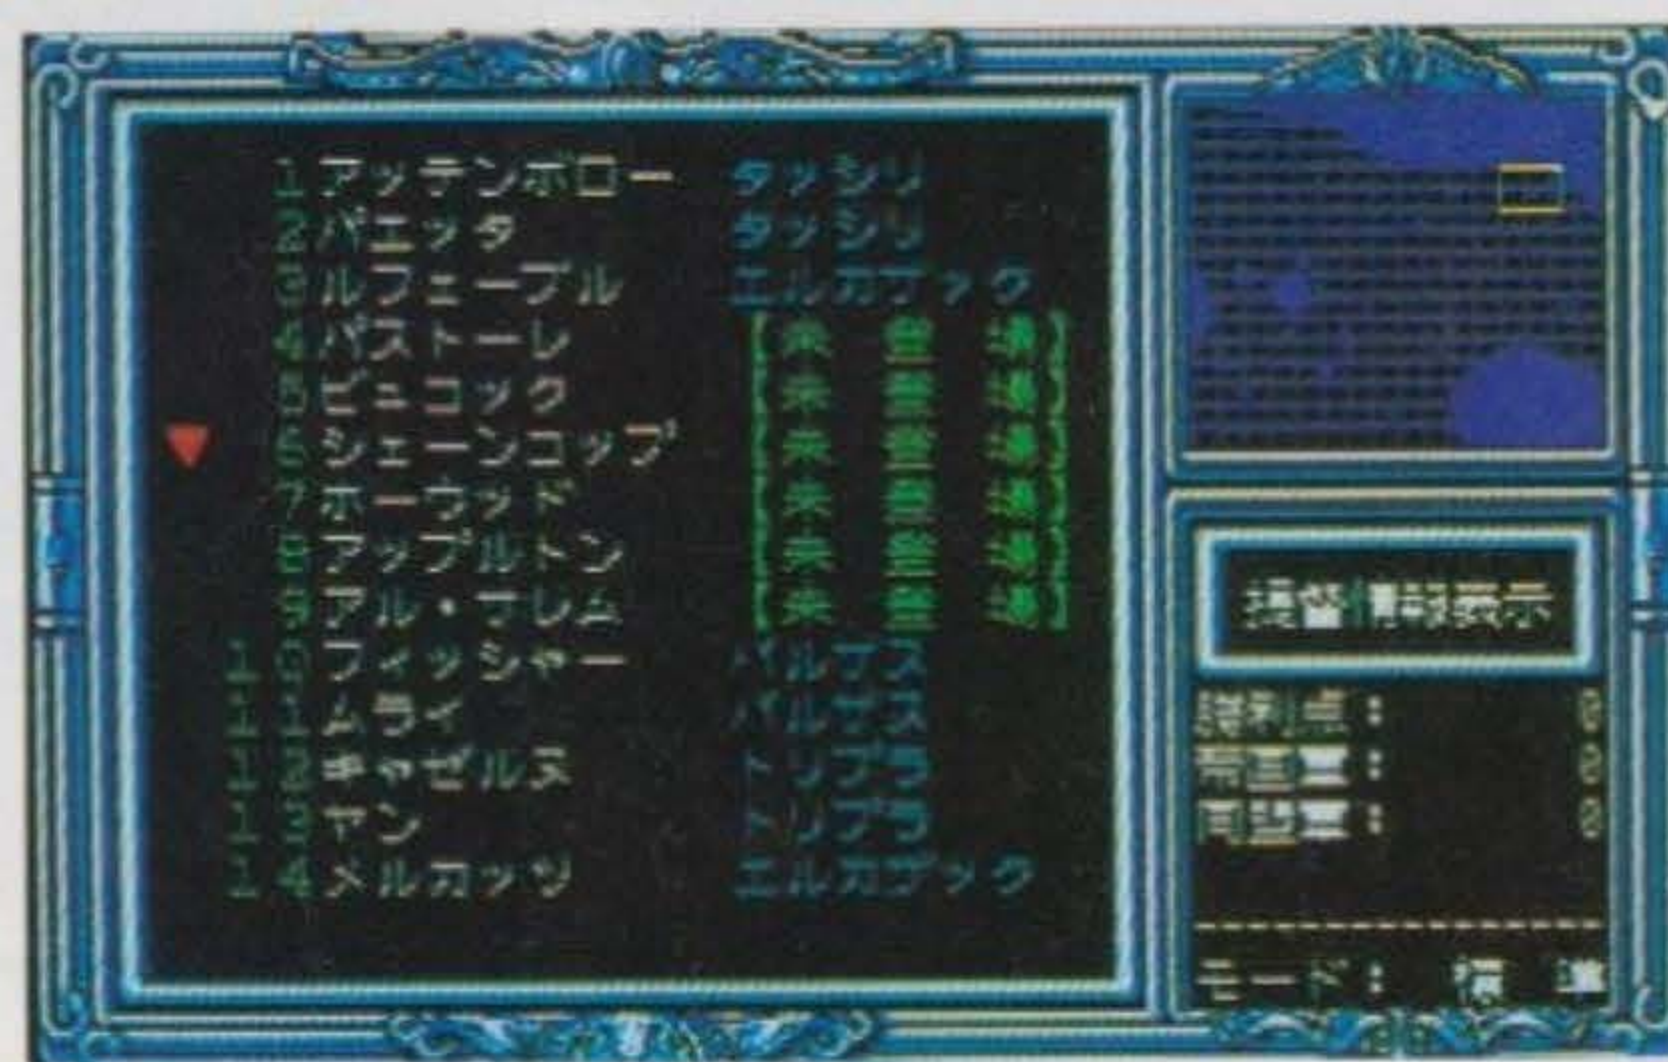 1アッテンボロー タッシリ
2パエッタ タッシリ
3ルフェーブル エルガザック
4パストーレ [未登場]
5ビュコック [未登場]
6シェーンコップ [未登場]
7ホーウッド [未登場]
8アップルトン [未登場]
9アル・サレム [未登場]
10フィッシャー バルザス
11ムライ バルザス
12キャゼルヌ トリプラ
13ヤン トリプラ
14メルカッツ エルガザック
提督情報表示
: 0
: 0
: 0
モード: 標準